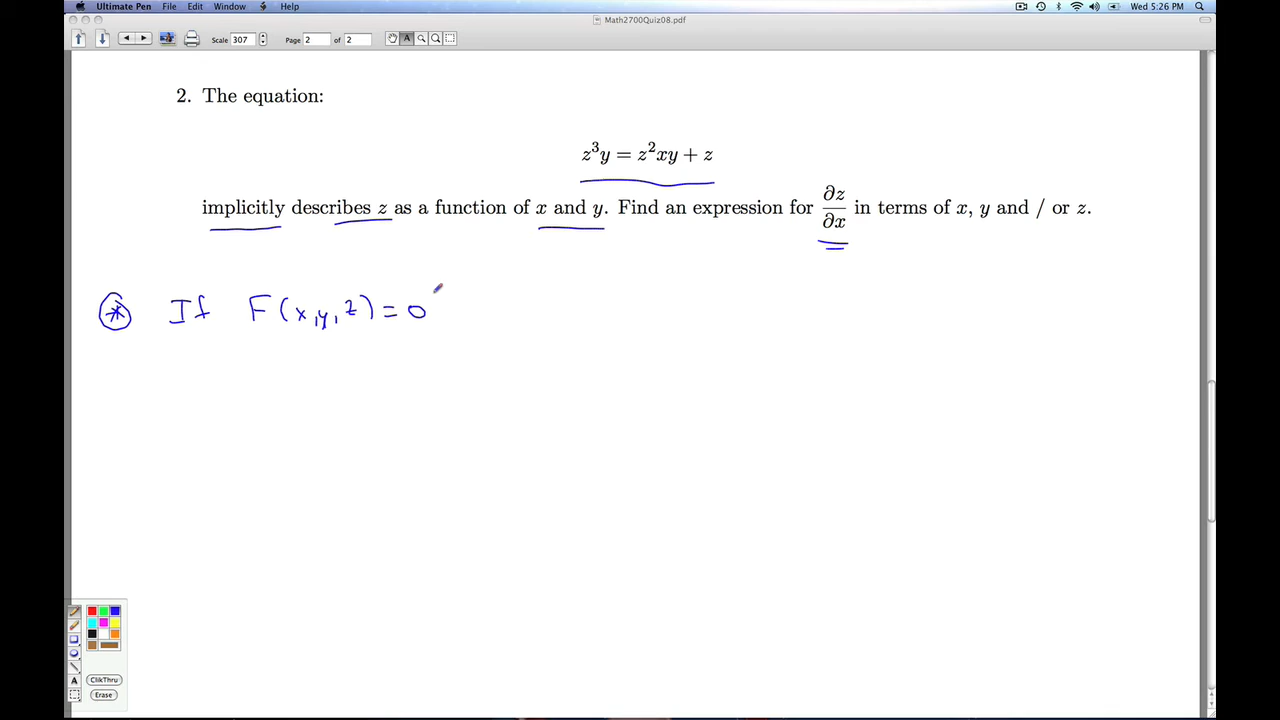 Ultimate Pen File Edit Window Help Wed 5:26 PM
Math2700Quiz08.pdf
Scale 307 Page 2 of 2 A
2. The equation:
z³y = z²xy + z
implicitly describes z as a function of x and y. Find an expression for ∂z/∂x in terms of x, y and / or z.
If F(x,y,z) = 0
A
ClikThru
Erase